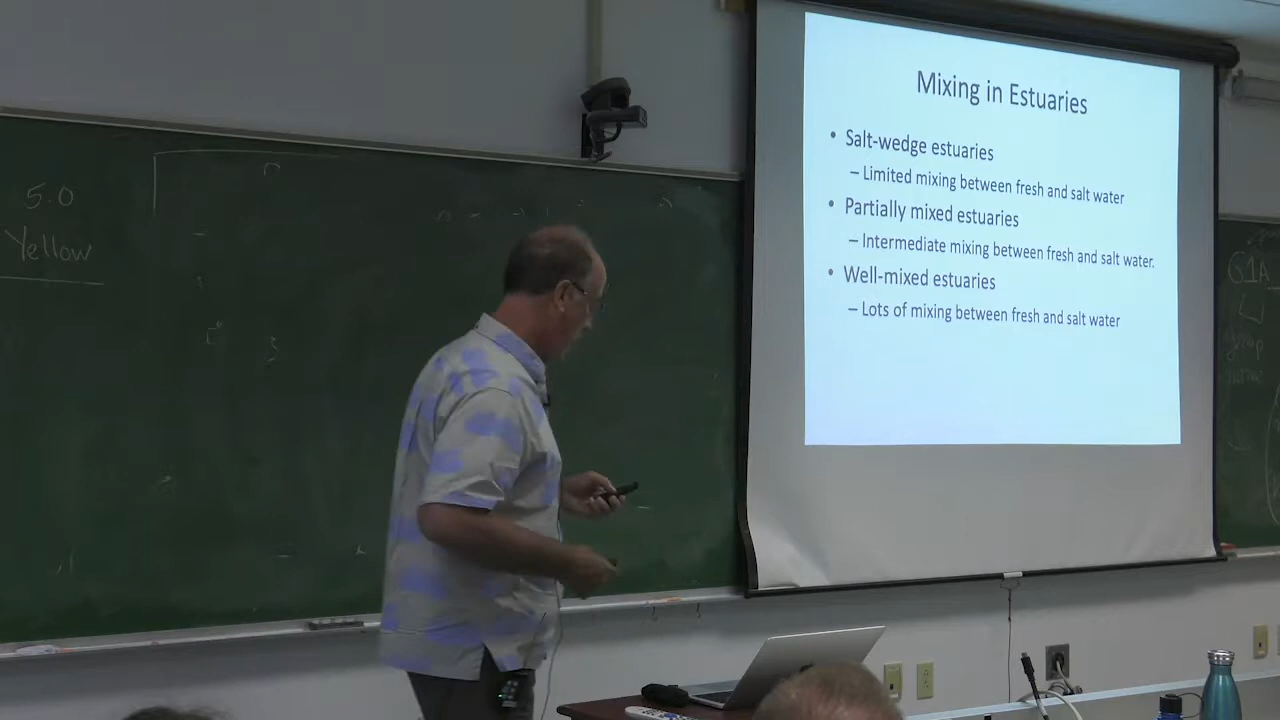 5.0
Yellow
Mixing in Estuaries
• Salt-wedge estuaries
– Limited mixing between fresh and salt water
• Partially mixed estuaries
– Intermediate mixing between fresh and salt water.
• Well-mixed estuaries
– Lots of mixing between fresh and salt water
G1A